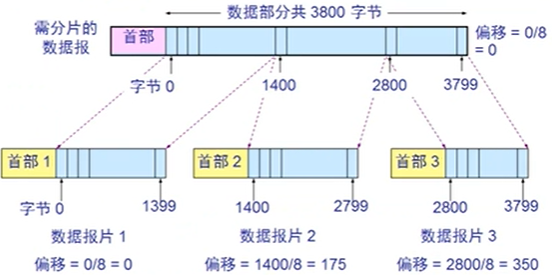 数据部分共 3800 字节
需分片的
数据报
首部
偏移 = 0/8
= 0
字节 0
1400
2800
3799
首部 1
首部 2
首部 3
字节 0
1399
1400
2799
2800
3799
数据报片 1
数据报片 2
数据报片 3
偏移 = 0/8 = 0
偏移 = 1400/8 = 175
偏移 = 2800/8 = 350